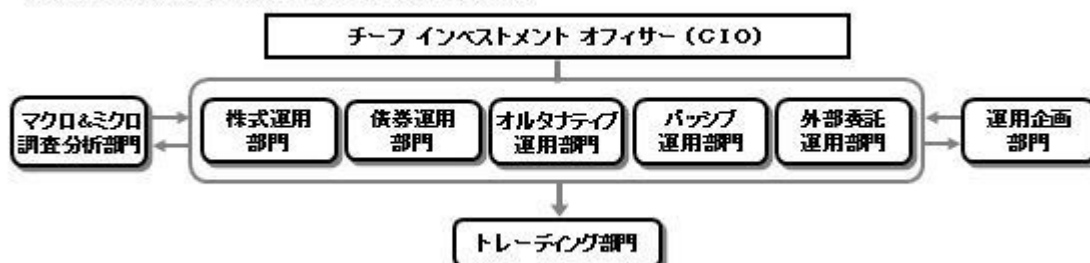 チーフ インベストメント オフィサー (CIO)
マクロ&ミクロ
調査分析部門
株式運用
部門
債券運用
部門
オルタナティブ
運用部門
パッシブ
運用部門
外部委託
運用部門
運用企画
部門
トレーディング部門